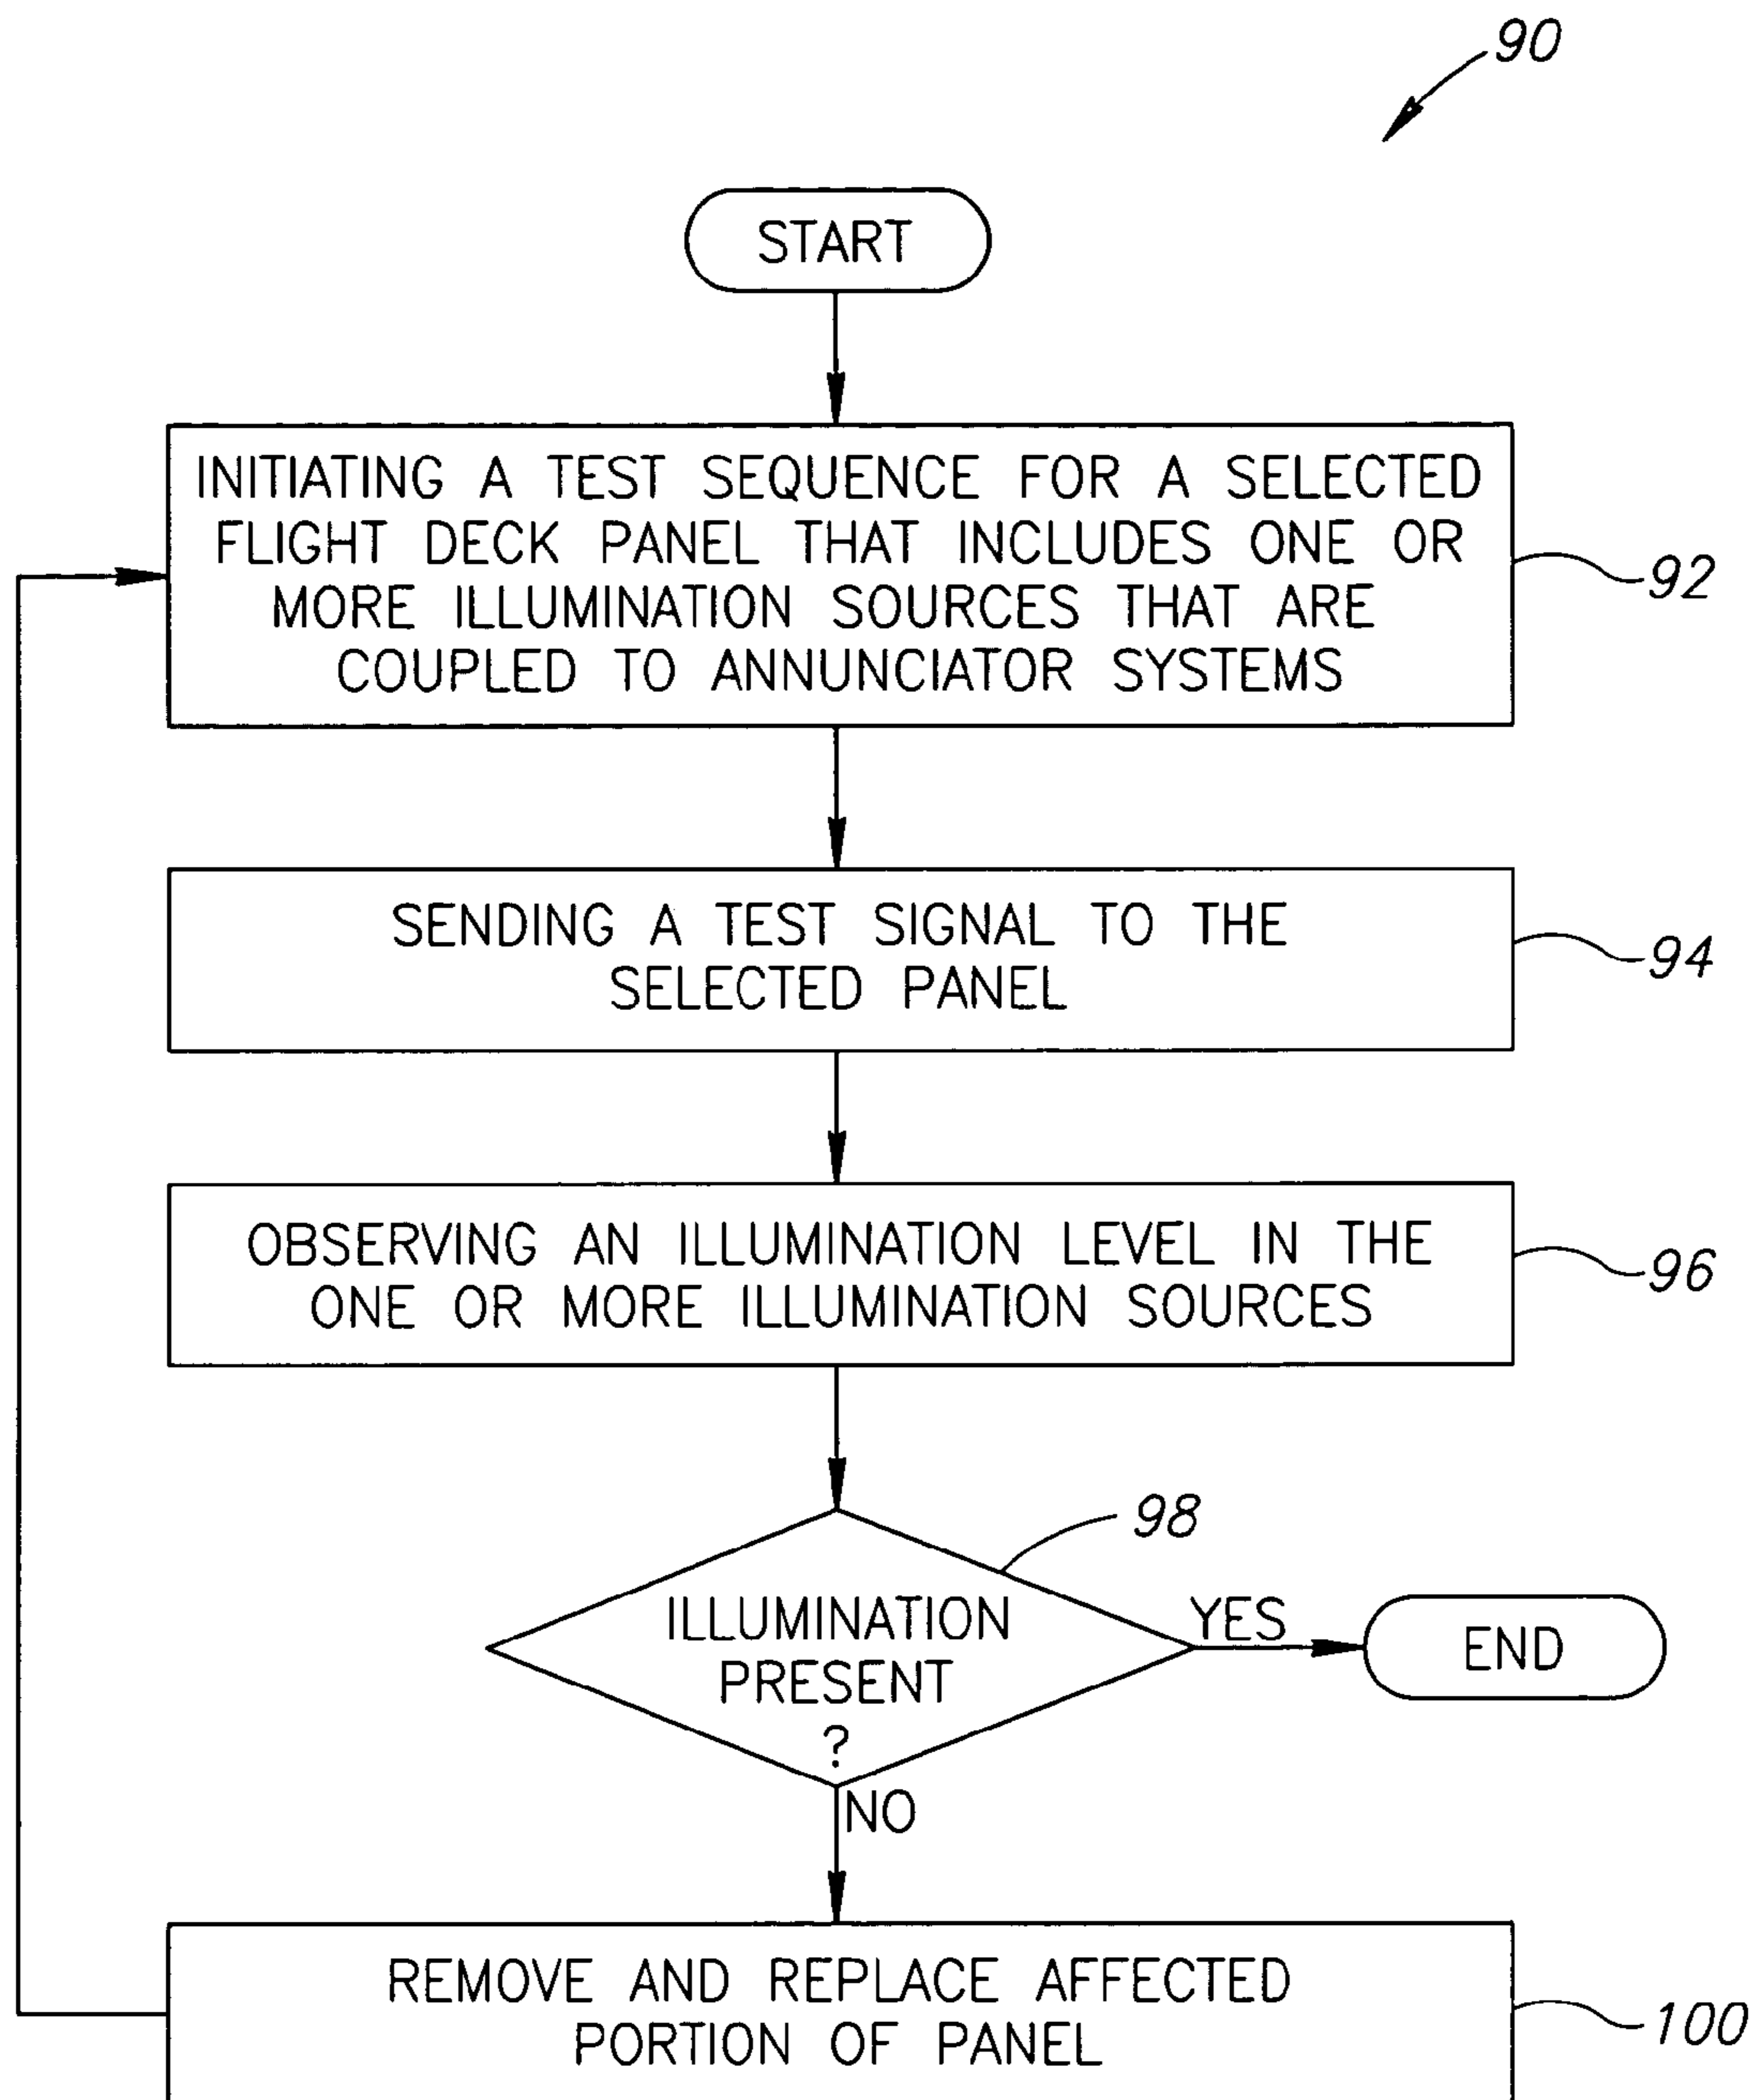 90
START
INITIATING A TEST SEQUENCE FOR A SELECTED
FLIGHT DECK PANEL THAT INCLUDES ONE OR
MORE ILLUMINATION SOURCES THAT ARE
COUPLED TO ANNUNCIATOR SYSTEMS
92
SENDING A TEST SIGNAL TO THE
SELECTED PANEL
94
OBSERVING AN ILLUMINATION LEVEL IN THE
ONE OR MORE ILLUMINATION SOURCES
96
98
ILLUMINATION
PRESENT
?
YES
END
NO
REMOVE AND REPLACE AFFECTED
PORTION OF PANEL
100